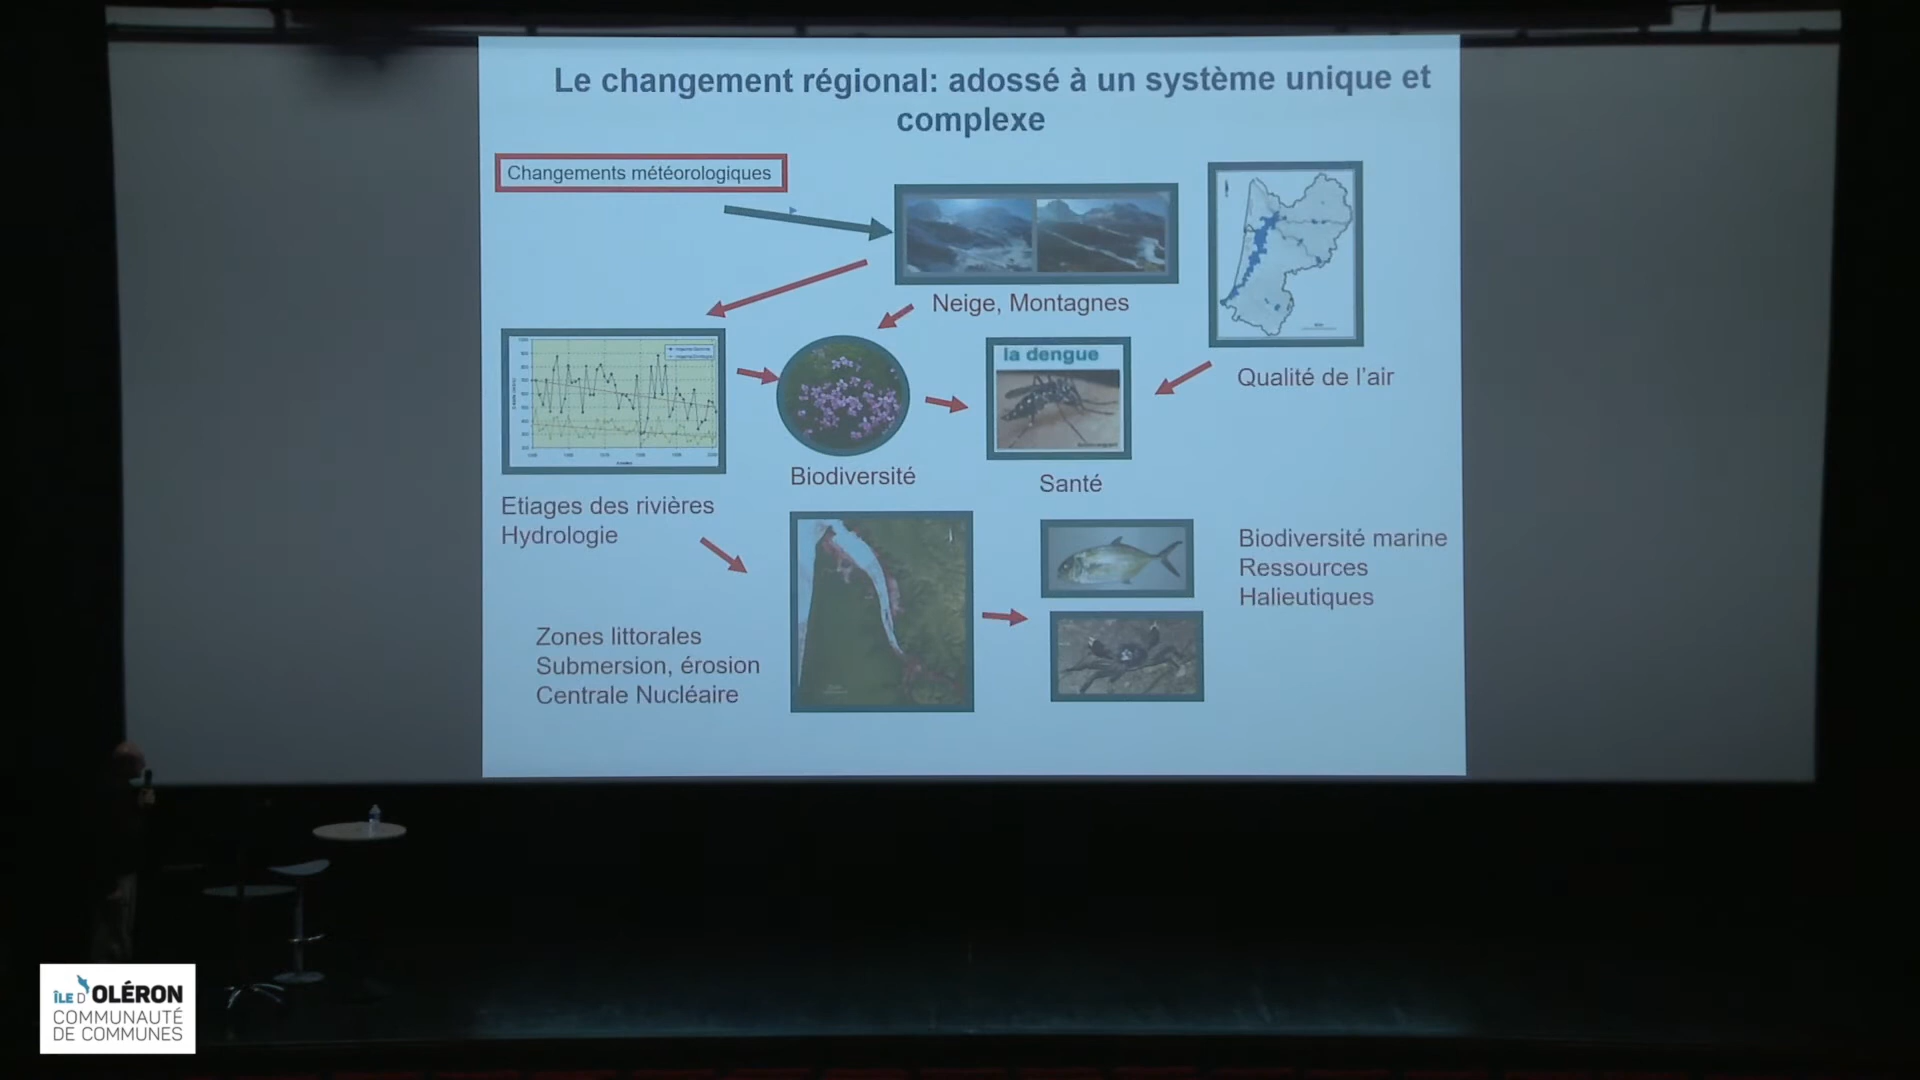 Le changement régional: adossé à un système unique et
complexe
Changements météorologiques
Neige, Montagnes
Qualité de l'air
la dengue
Biodiversité
Santé
Etiages des rivières
Hydrologie
Biodiversité marine
Ressources
Halieutiques
Zones littorales
Submersion, érosion
Centrale Nucléaire
ÎLE D'OLÉRON
COMMUNAUTÉ
DE COMMUNES